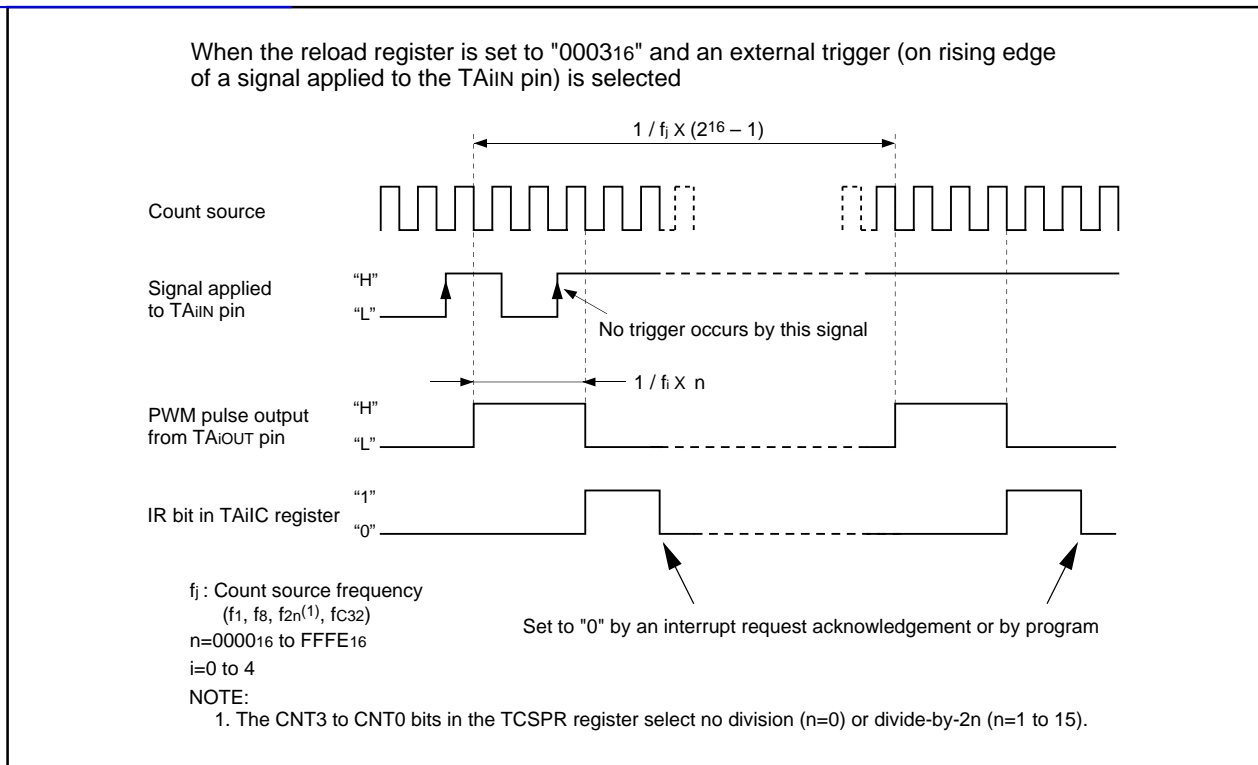 When the reload register is set to "000316" and an external trigger (on rising edge
of a signal applied to the TAiIN pin) is selected
1 / fj X (216 – 1)
Count source
Signal applied
to TAiIN pin
“H”
“L”
No trigger occurs by this signal
1 / fi X n
PWM pulse output
from TAiOUT pin
“H”
“L”
IR bit in TAiIC register
“1”
“0”
fj : Count source frequency
(f1, f8, f2n(1), fC32)
n=000016 to FFFE16
i=0 to 4
Set to "0" by an interrupt request acknowledgement or by program
NOTE:
1. The CNT3 to CNT0 bits in the TCSPR register select no division (n=0) or divide-by-2n (n=1 to 15).